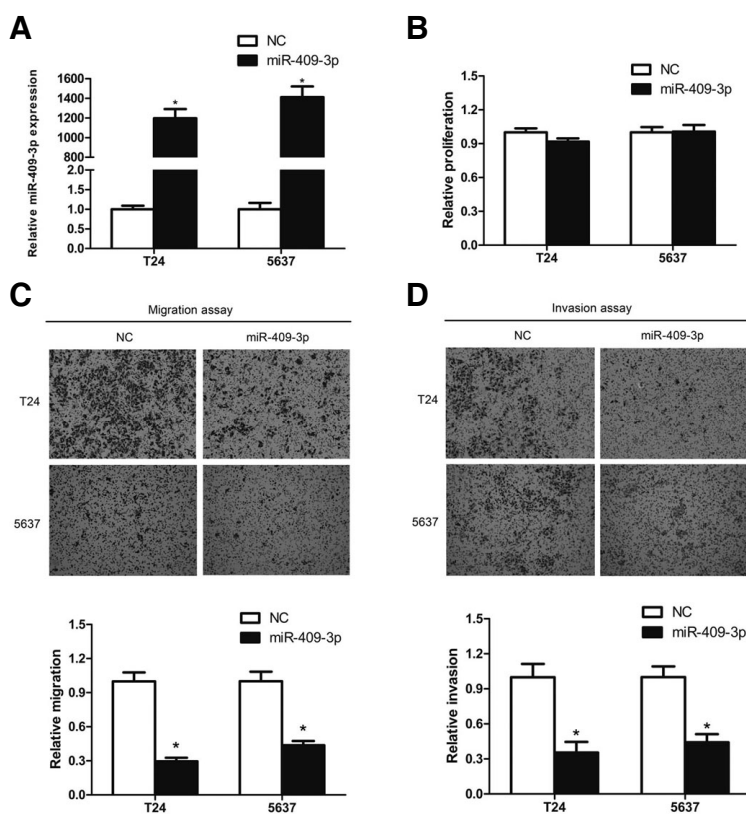 A
NC
miR-409-3p
Relative miR-409-3p expression
1600
1400
1200
1000
800
2.0
1.5
1.0
0.5
0.0
*
*
T24
5637
B
NC
miR-409-3p
Relative proliferation
1.5
1.2
0.9
0.6
0.3
0.0
T24
5637
C
Migration assay
NC
miR-409-3p
T24
5637
NC
miR-409-3p
Relative migration
1.5
1.2
0.9
0.6
0.3
0.0
*
*
T24
5637
D
Invasion assay
NC
miR-409-3p
T24
5637
NC
miR-409-3p
Relative invasion
1.5
1.2
0.9
0.6
0.3
0.0
*
*
T24
5637